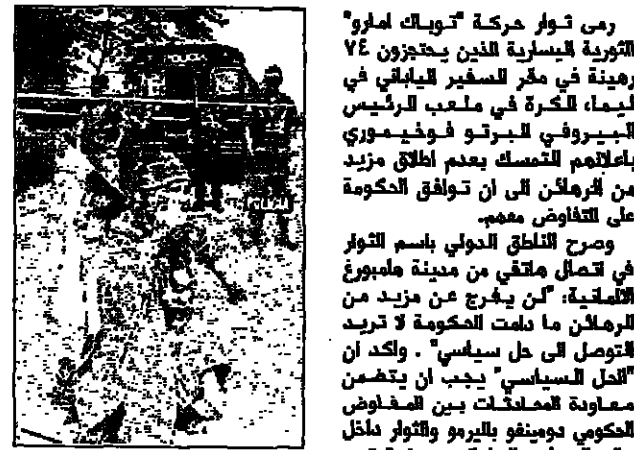 رمى ثوار حركة "توباك امارو"
الثورية اليسارية الذين يحتجزون ٧٤
رهينة في مقر السفير الياباني في
ليما، الكرة في ملعب الرئيس
البيروفي البرتو فوخيموري
باعلانهم التمسك بعدم اطلاق مزيد
من الرهائن الى ان توافق الحكومة
على التفاوض معهم.
وصرح الناطق الدولي باسم الثوار
في اتصال هاتفي من مدينة هامبورغ
الالمانية: "لن يفرج عن مزيد من
الرهائن ما دامت الحكومة لا تريد
التوصل الى حل سياسي" . واكد ان
"الحل السياسي" يجب ان يتضمن
معاودة المحادثات بين المفاوض
الحكومي دومينغو باليرمو والثوار داخل